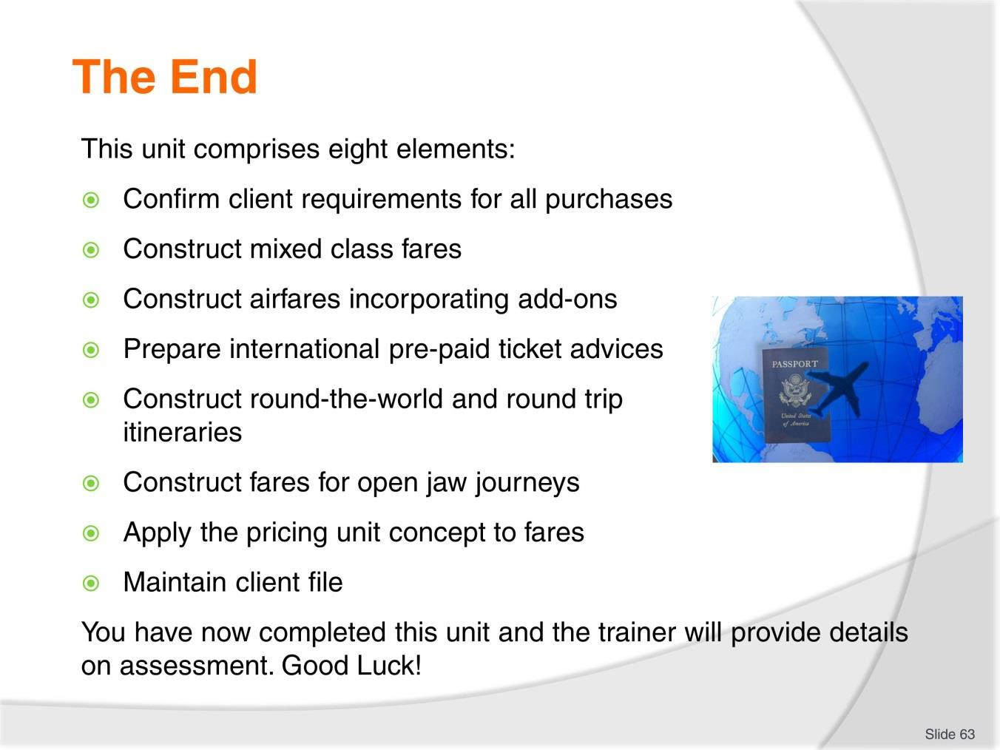 The End
This unit comprises eight elements:
Confirm client requirements for all purchases
Construct mixed class fares
Construct airfares incorporating add-ons
Prepare international pre-paid ticket advices
Construct round-the-world and round trip
itineraries
Construct fares for open jaw journeys
Apply the pricing unit concept to fares
Maintain client file
You have now completed this unit and the trainer will provide details
on assessment. Good Luck!
PASSPORT
United States
of America
Slide 63